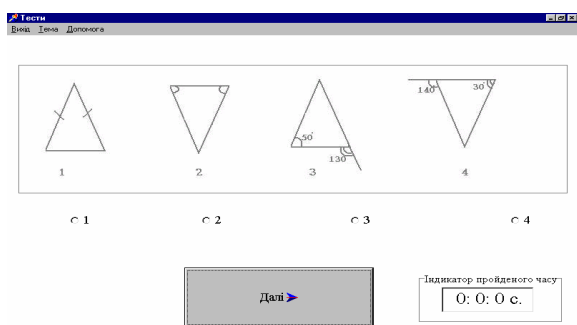 Тести
Вихід Тема Допомога
50°
130
140
30°
1 2 3 4
1 2 3 4
Далі
Індикатор пройденого часу
0: 0: 0 с.